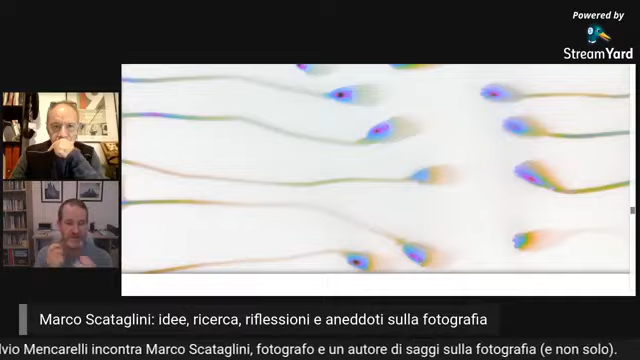 Powered by
StreamYard
Marco Scataglini: idee, ricerca, riflessioni e aneddoti sulla fotografia
lvio Mencarelli incontra Marco Scataglini, fotografo e un autore di saggi sulla fotografia (e non solo).